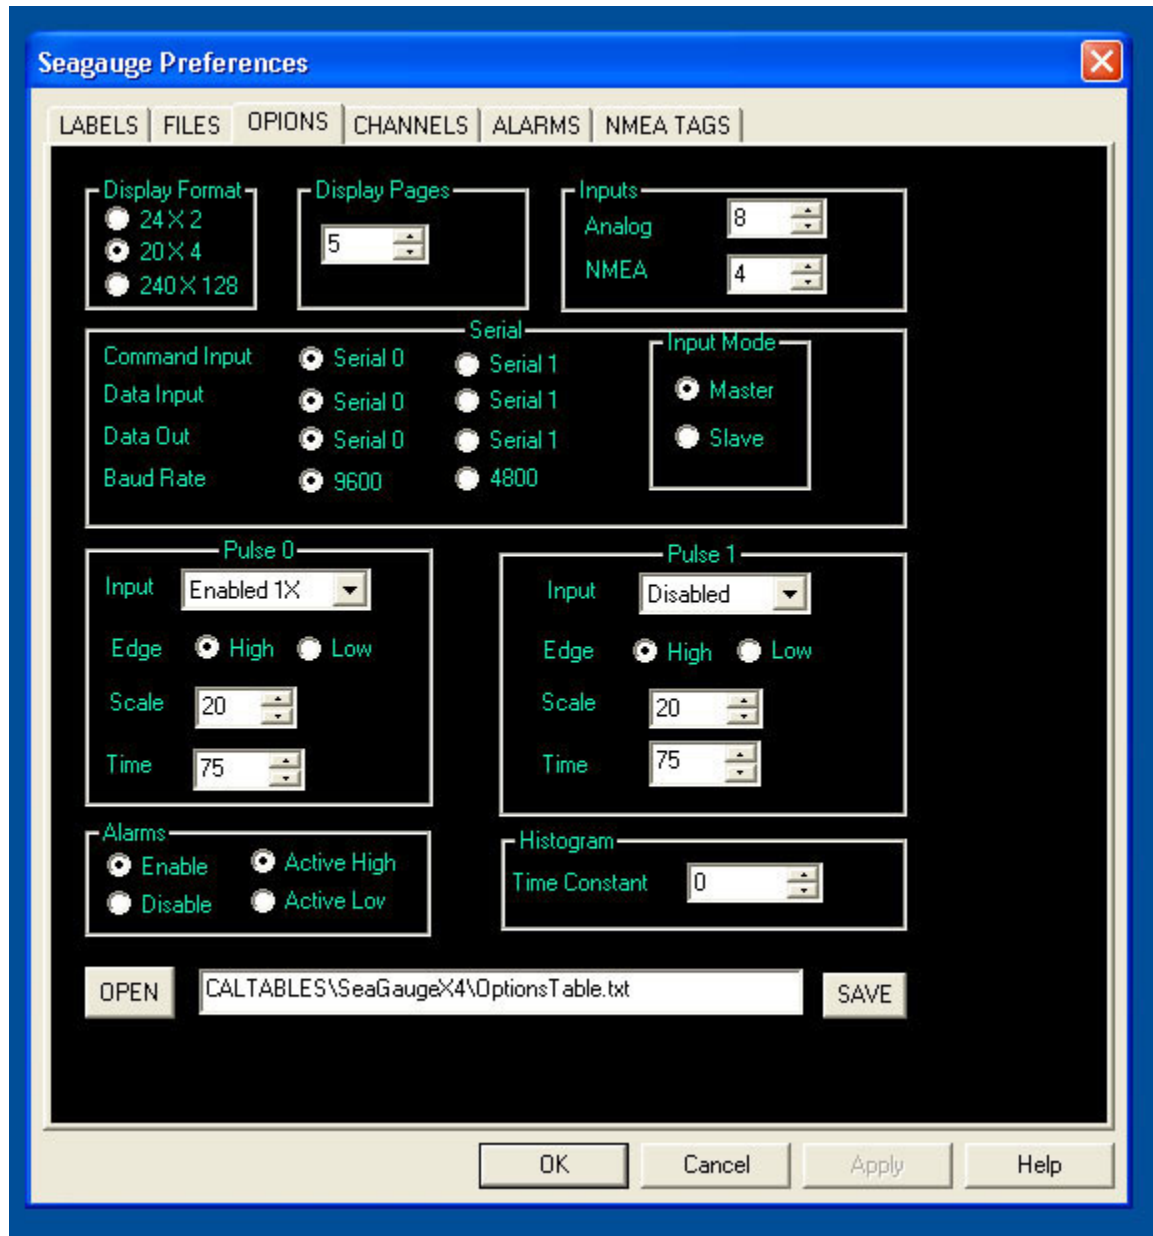 Seagauge Preferences
LABELS FILES OPIONS CHANNELS ALARMS NMEA TAGS
Display Format
24 X 2
20 X 4
240 X 128
Display Pages
5
Inputs
Analog 8
NMEA 4
Serial
Command Input Serial 0 Serial 1
Data Input Serial 0 Serial 1
Data Out Serial 0 Serial 1
Baud Rate 9600 4800
Input Mode
Master
Slave
Pulse 0
Input Enabled 1X
Edge High Low
Scale 20
Time 75
Pulse 1
Input Disabled
Edge High Low
Scale 20
Time 75
Alarms
Enable Active High
Disable Active Lov
Histogram
Time Constant 0
OPEN CALTABLES\SeaGaugeX4\OptionsTable.txt SAVE
OK Cancel Apply Help